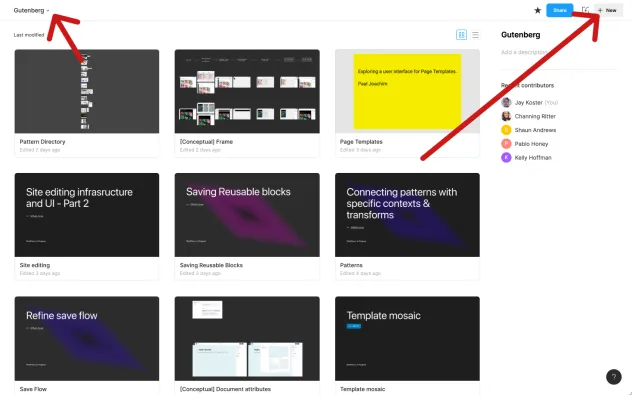 Gutenberg
Share
New
Last modified
Gutenberg
Add a description
Recent contributors
Jay Koster (You)
Channing Ritter
S Shaun Andrews
P Pablo Honey
K Kelly Hoffman
Exploring a user interface for Page Templates.
Pattern Directory
Edited 2 days ago
[Conceptual] Frame
Edited 2 days ago
Page Templates
Edited 3 days ago
Site editing infrasructure
and UI - Part 2
Saving Reusable blocks
Connecting patterns with
specific contexts &
transforms
Site editing
Edited 3 days ago
Saving Reusable Blocks
Edited 3 days ago
Patterns
Edited 4 days ago
Refine save flow
Template mosaic
Save Flow
[Conceptual] Document attributes
Template mosaic
?